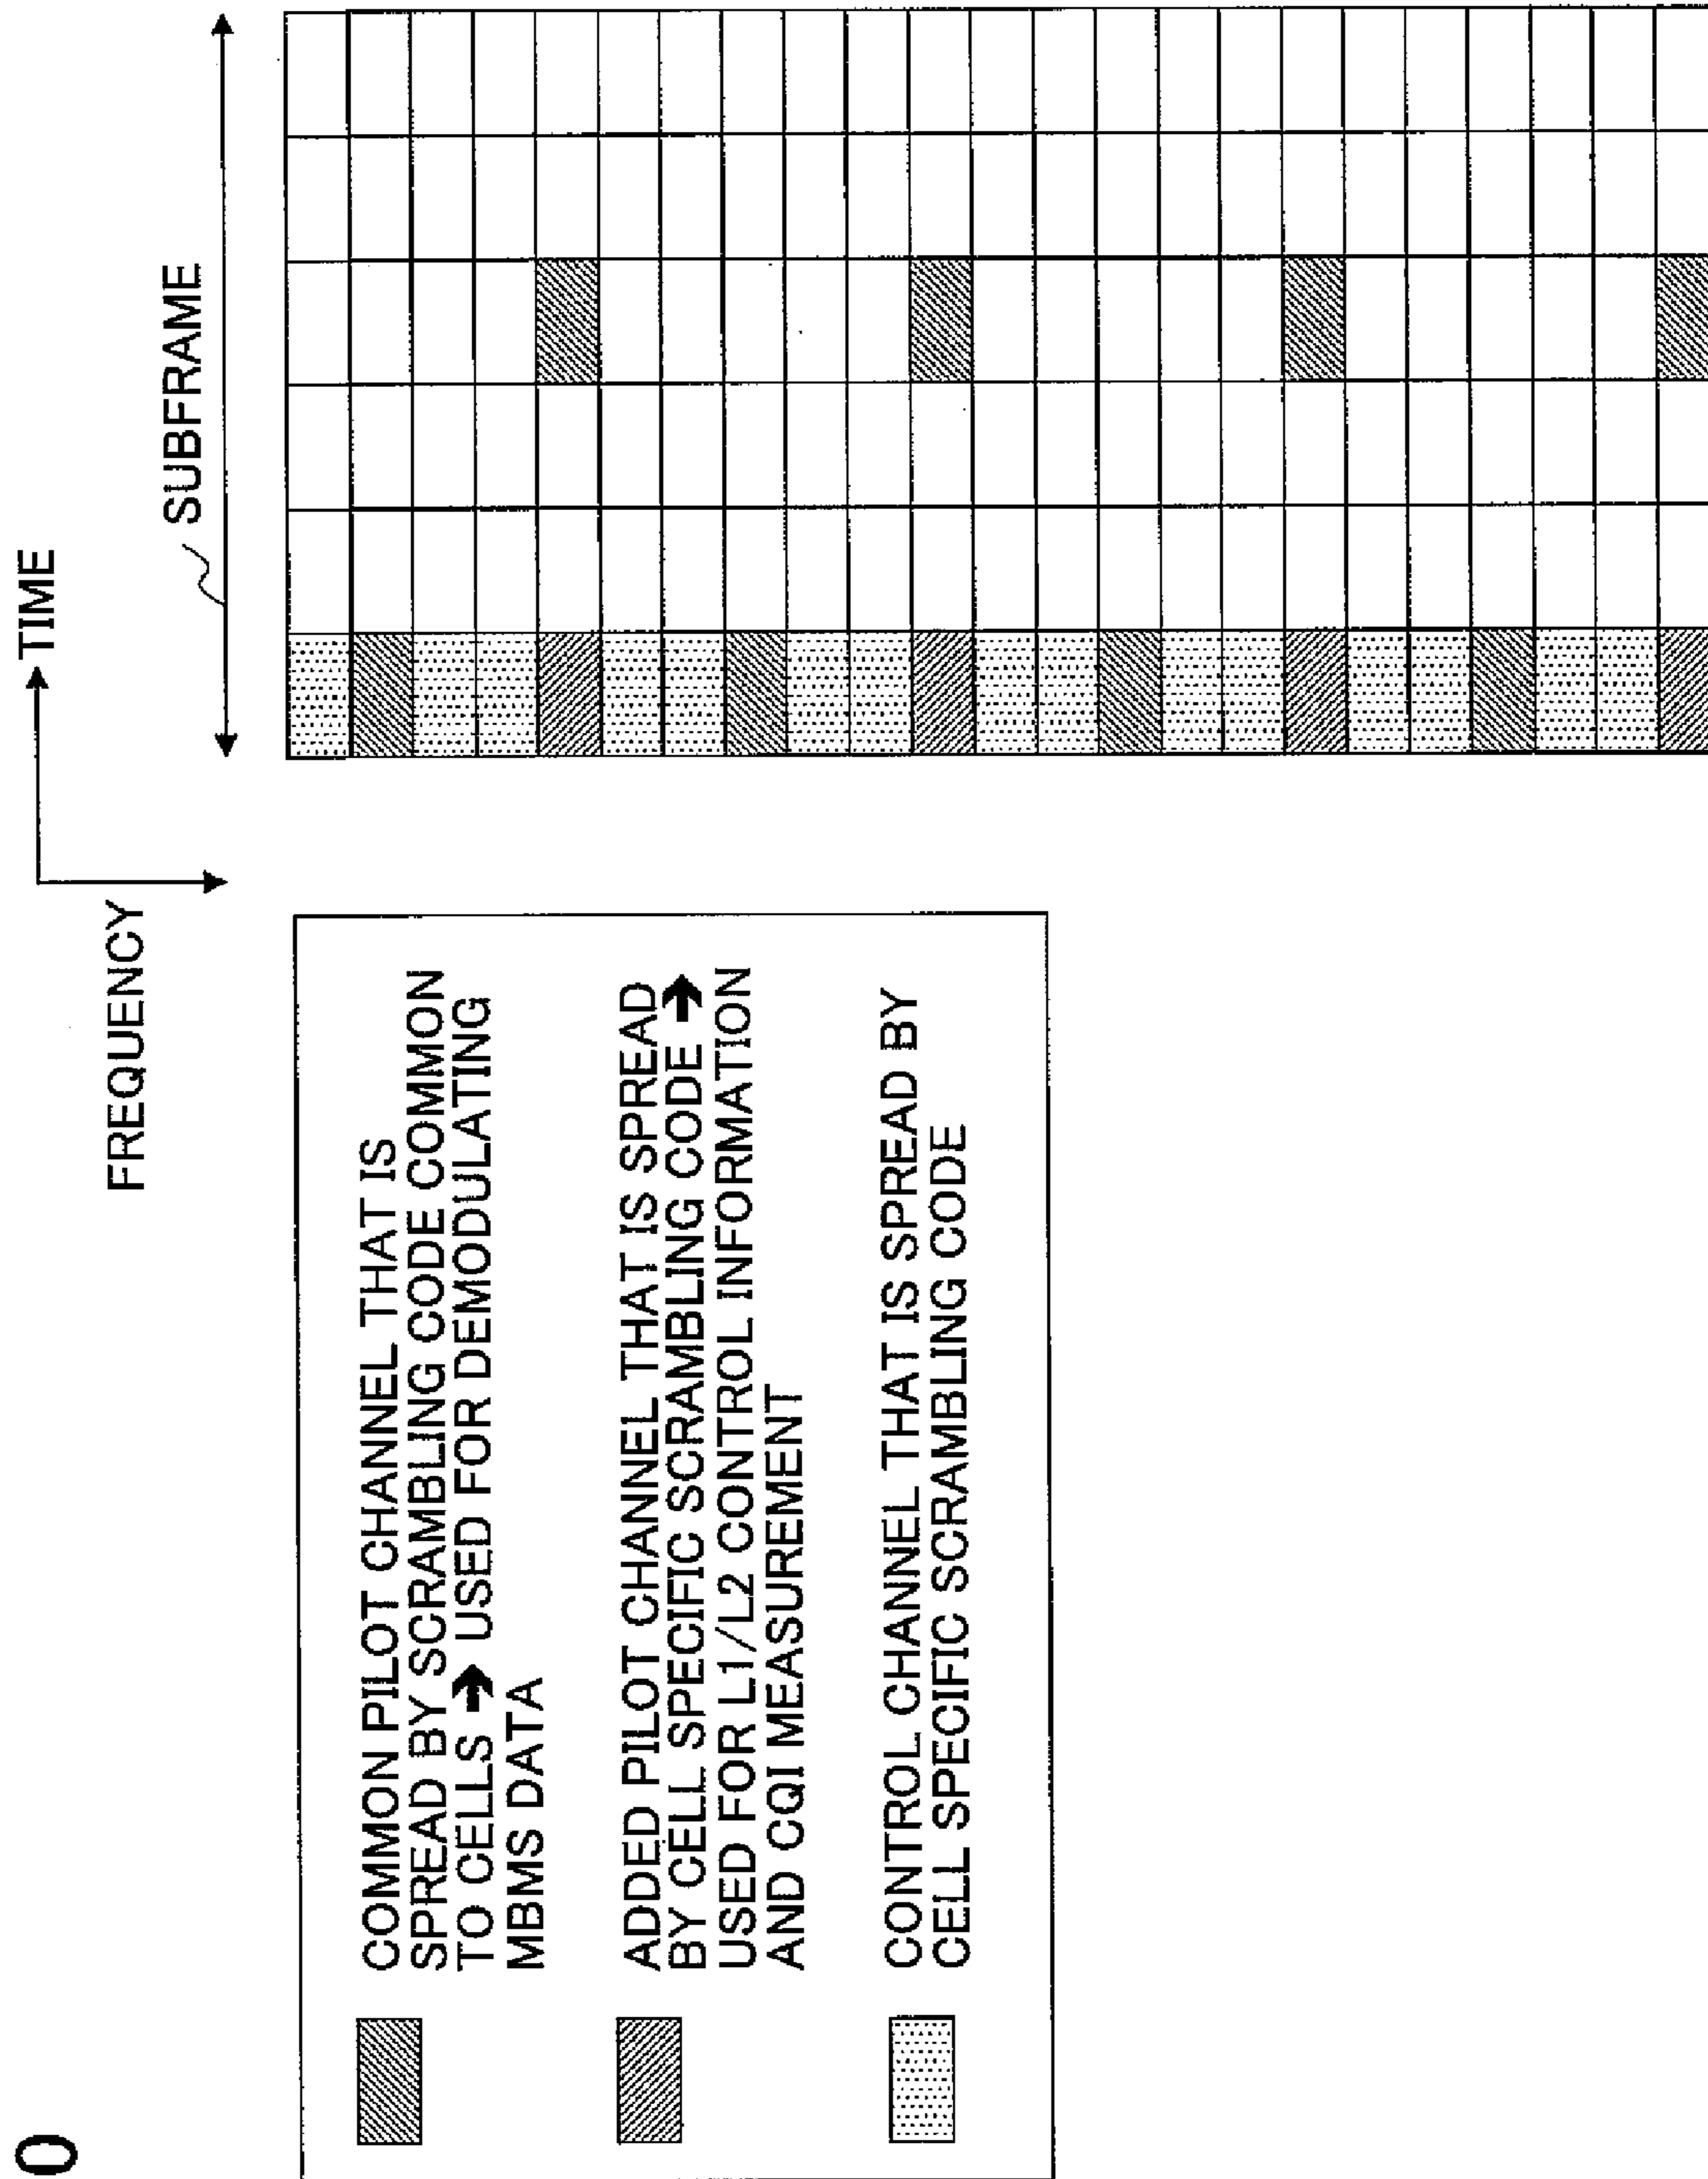 0
TIME
FREQUENCY
SUBFRAME
COMMON PILOT CHANNEL THAT IS
SPREAD BY SCRAMBLING CODE COMMON
TO CELLS → USED FOR DEMODULATING
MBMS DATA
ADDED PILOT CHANNEL THAT IS SPREAD
BY CELL SPECIFIC SCRAMBLING CODE →
USED FOR L1/L2 CONTROL INFORMATION
AND CQI MEASUREMENT
CONTROL CHANNEL THAT IS SPREAD BY
CELL SPECIFIC SCRAMBLING CODE